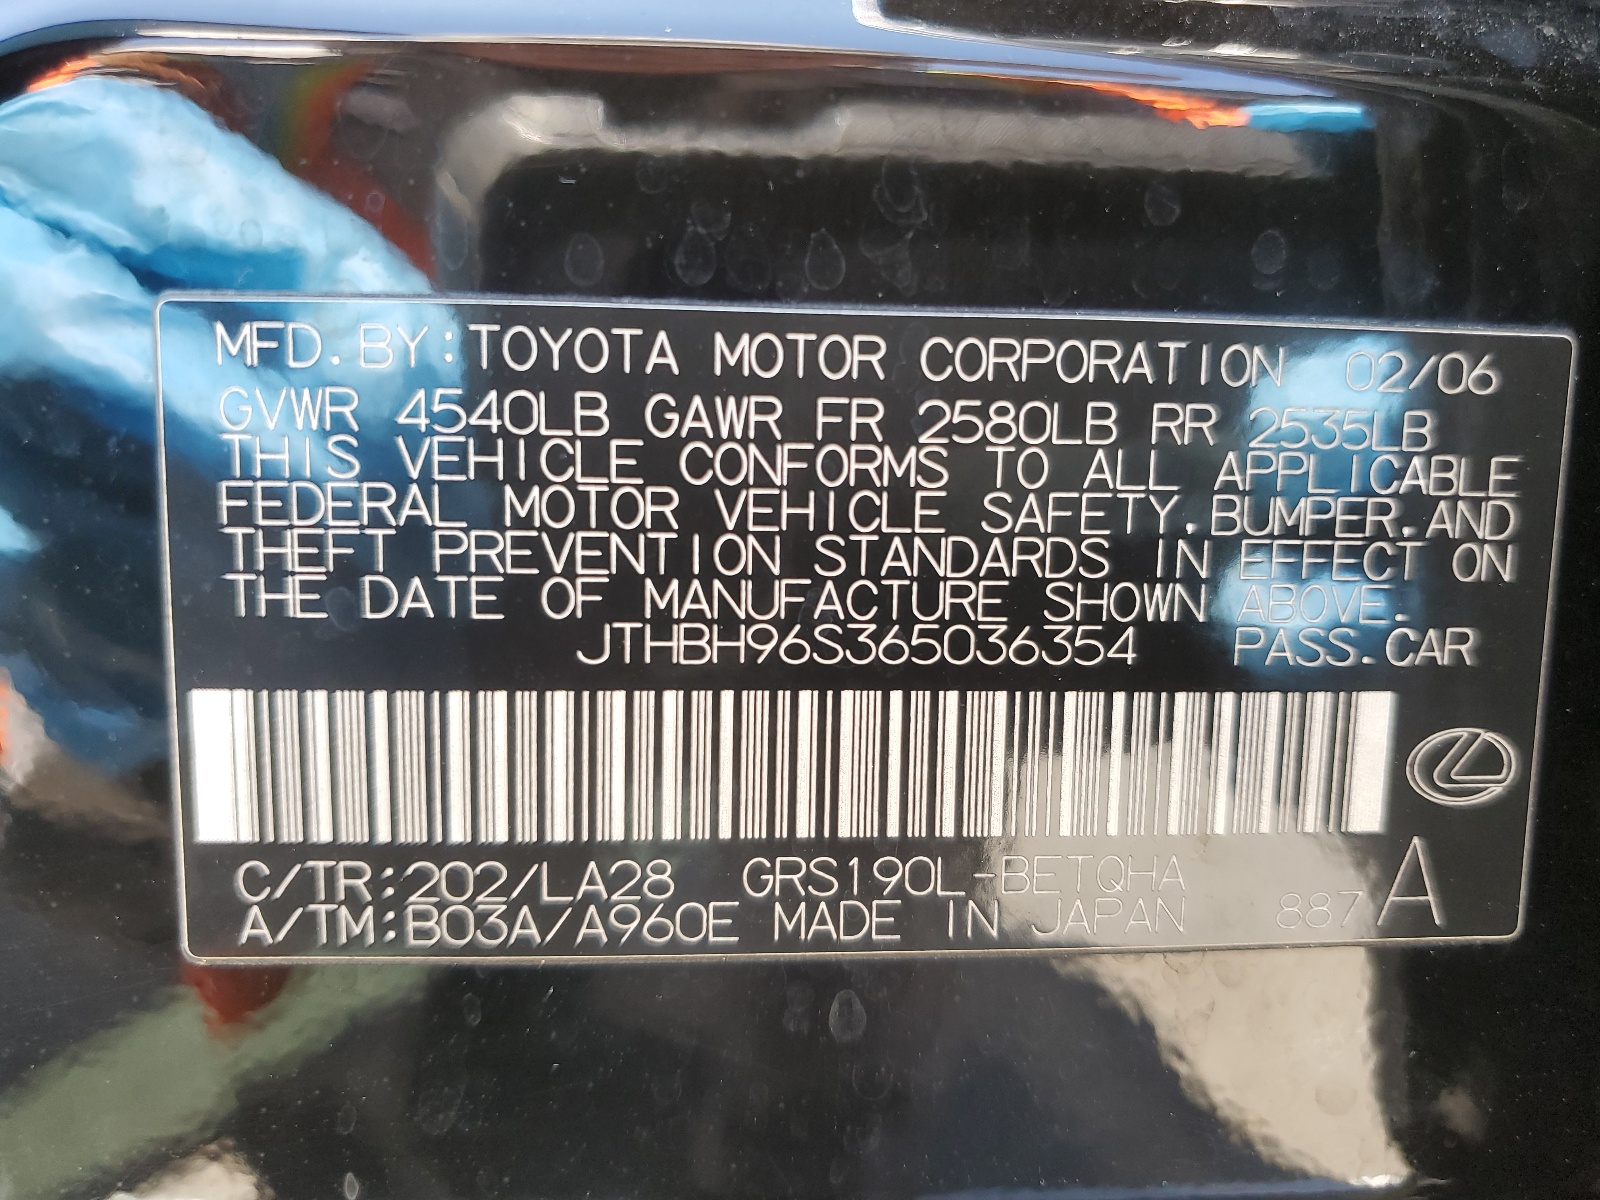 MFD. BY: TOYOTA MOTOR CORPORATION 02/06
GVWR 4540LB GAWR FR 2580LB RR 2535LB
THIS VEHICLE CONFORMS TO ALL APPLICABLE
FEDERAL MOTOR VEHICLE SAFETY, BUMPER, AND
THEFT PREVENTION STANDARDS IN EFFECT ON
THE DATE OF MANUFACTURE SHOWN ABOVE.
JTHBH96S365036354 PASS. CAR
C/TR:202/LA28 GRS190L-BETQHA
A/TM:B03A/A960E MADE IN JAPAN 887 A